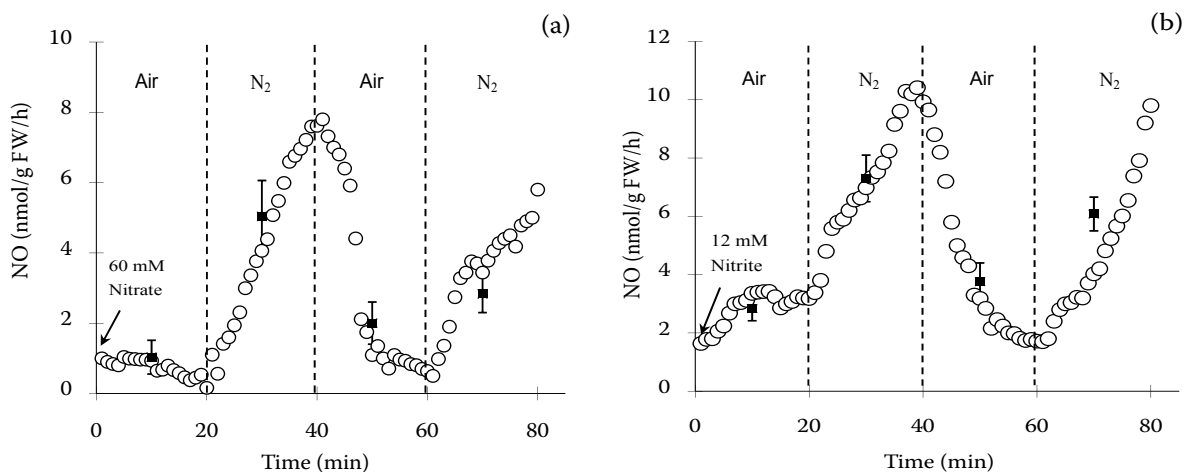 (a)
NO (nmol/g FW/h)
10
8
6
4
2
0
Air
N2
Air
N2
60 mM
Nitrate
0
20
40
60
80
Time (min)
(b)
NO (nmol/g FW/h)
12
10
8
6
4
2
0
Air
N2
Air
N2
12 mM
Nitrite
0
20
40
60
80
Time (min)